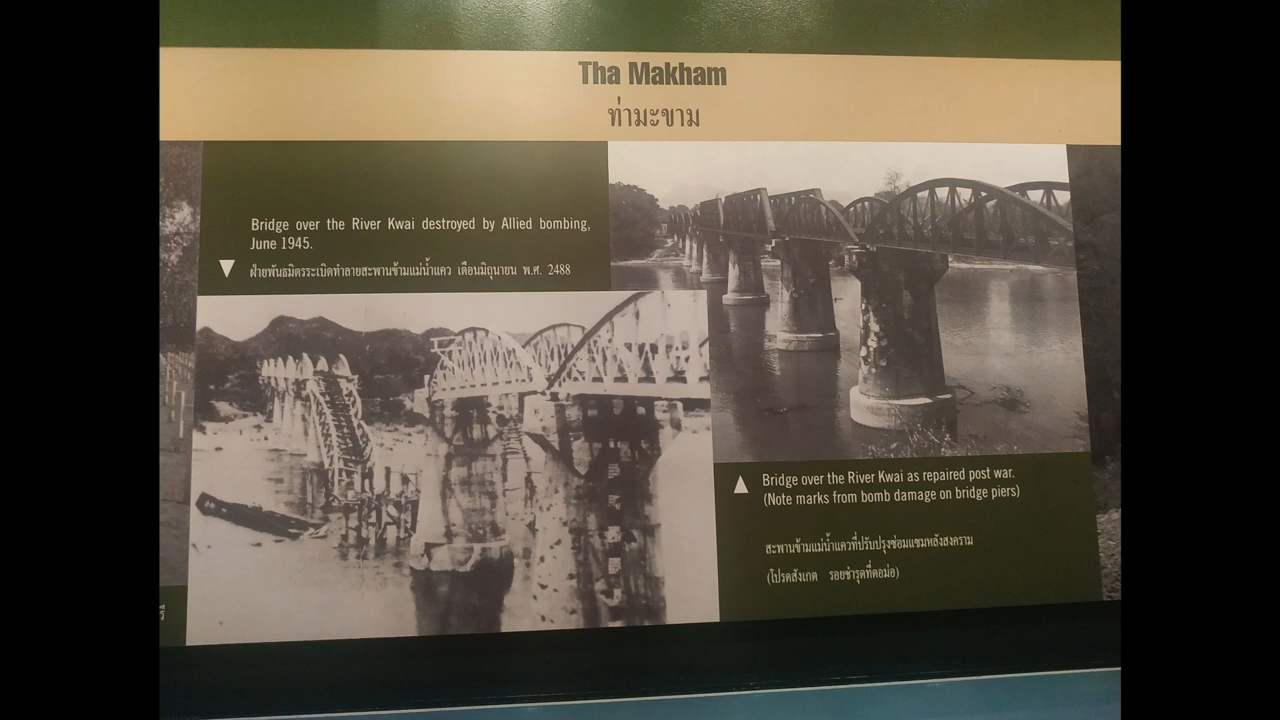 Tha Makham
ท่ามะขาม
Bridge over the River Kwai destroyed by Allied bombing,
June 1945.
ฝ่ายพันธมิตรระเบิดทำลายสะพานข้ามแม่น้ำแคว เดือนมิถุนายน พ.ศ. 2488
Bridge over the River Kwai as repaired post war.
(Note marks from bomb damage on bridge piers)
สะพานข้ามแม่น้ำแควที่ปรับปรุงซ่อมแซมหลังสงคราม
(โปรดสังเกต รอยชำรุดที่ตอม่อ)